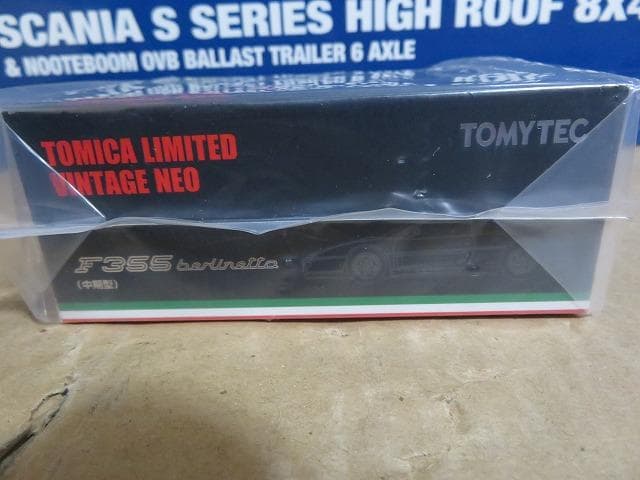 SCANIA S SERIES HIGH ROOF 8X4
& NOOTEBOOM OVB BALLAST TRAILER 6 AXLE
TOMICA LIMITED
VINTAGE NEO
TOMYTEC
F355 berlinetta
(中期型)